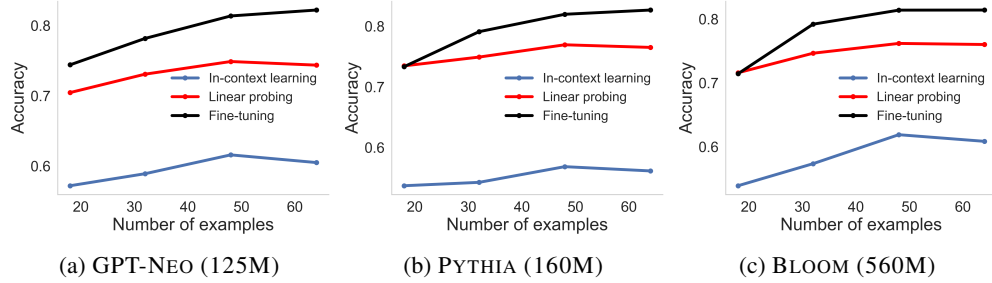 0.8
0.7
0.6
Accuracy
In-context learning
Linear probing
Fine-tuning
20 30 40 50 60
Number of examples
(a) GPT-NEO (125M)
0.8
0.7
0.6
Accuracy
In-context learning
Linear probing
Fine-tuning
20 30 40 50 60
Number of examples
(b) PYTHIA (160M)
0.8
0.7
0.6
Accuracy
In-context learning
Linear probing
Fine-tuning
20 30 40 50 60
Number of examples
(c) BLOOM (560M)